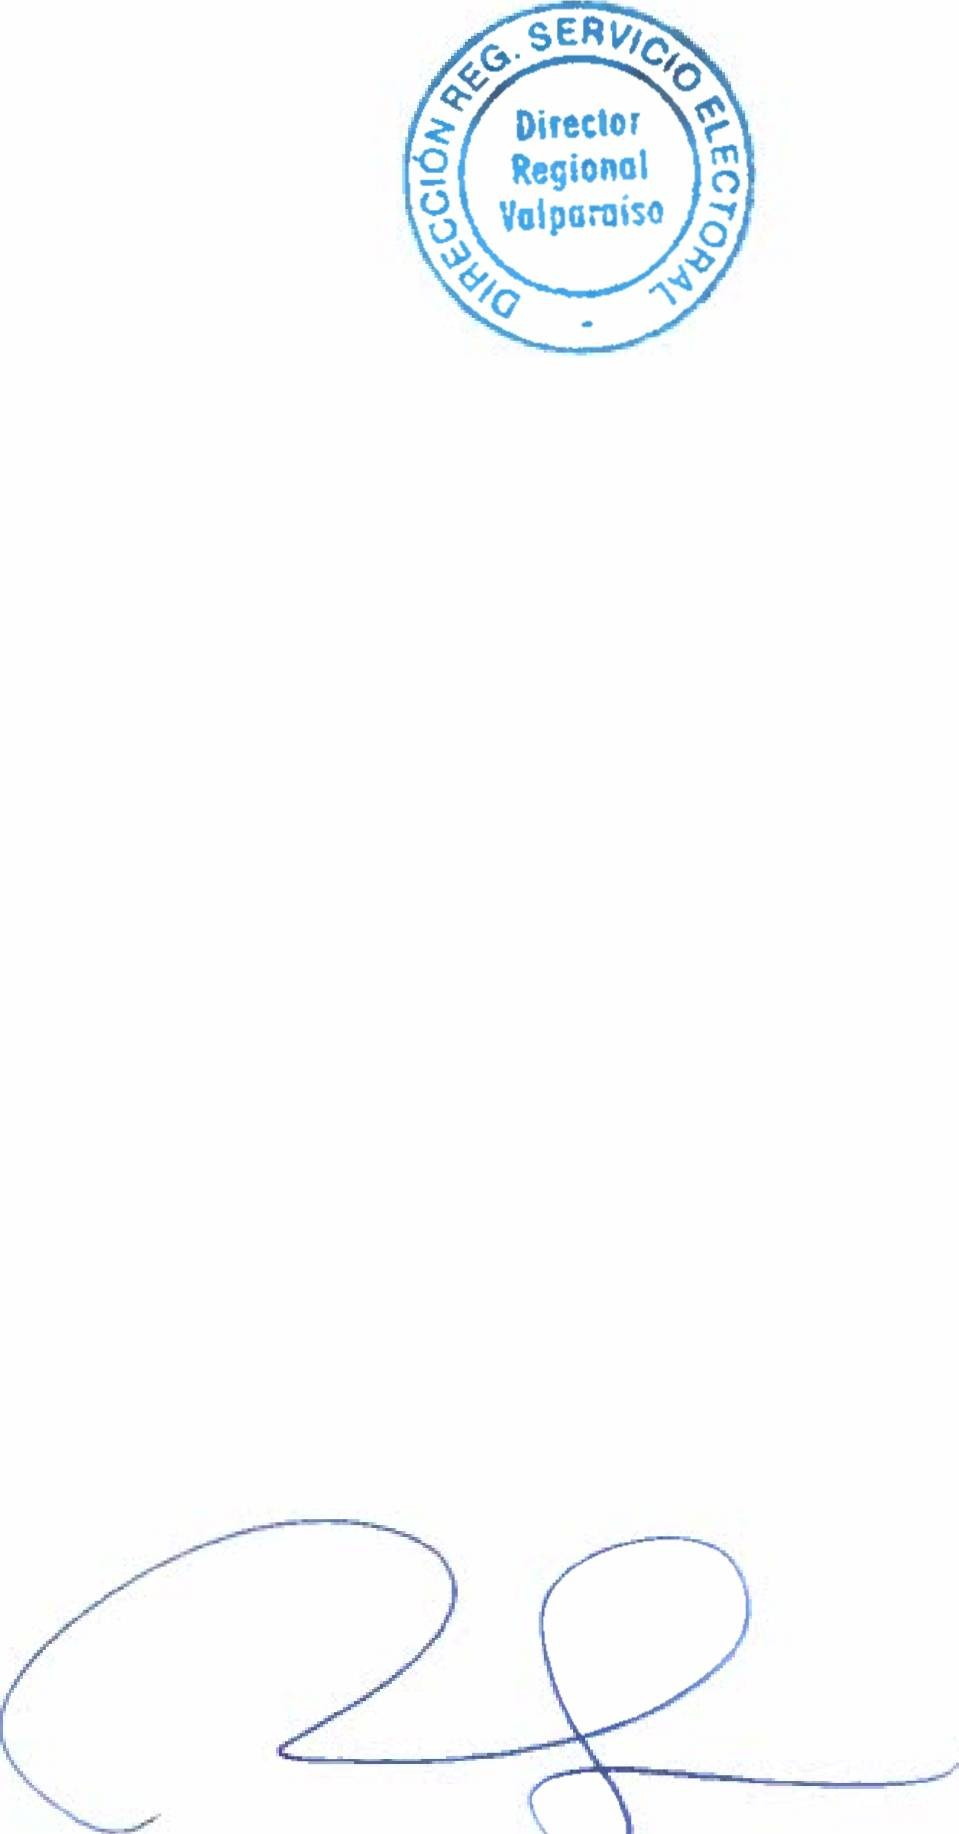 DIRECCIÓN REG. SERVICIO ELECTORAL
Director
Regional
Valparaíso
-